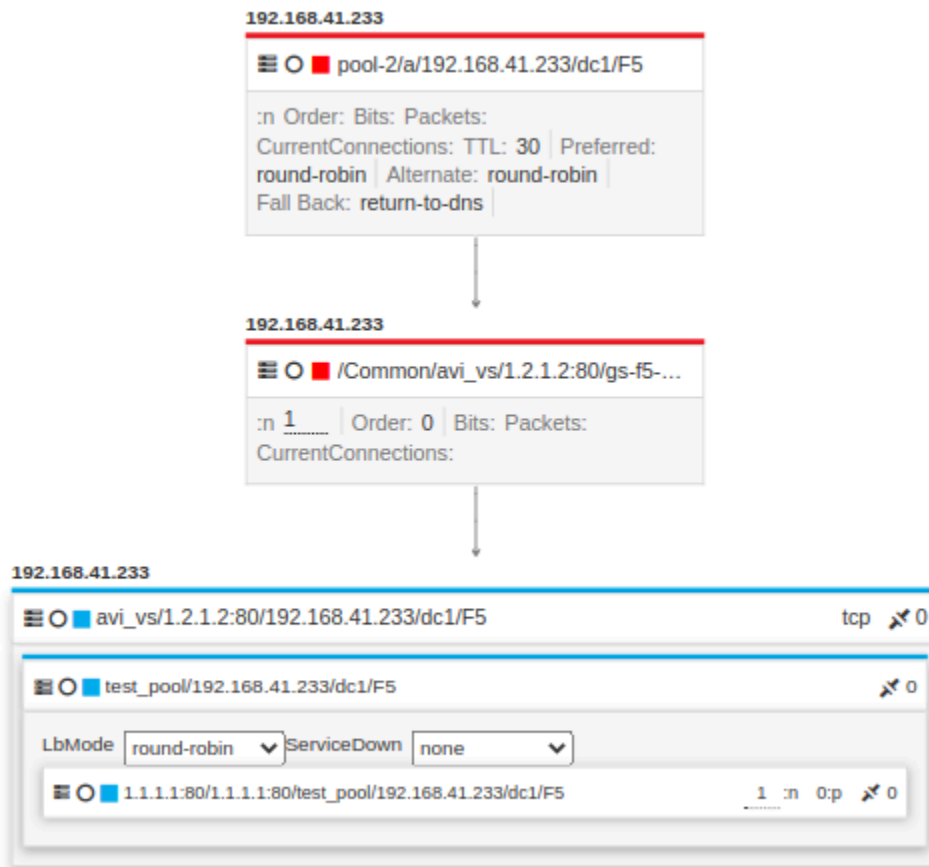 192.168.41.233
pool-2/a/192.168.41.233/dc1/F5
:n Order: Bits: Packets:
CurrentConnections: TTL: 30 Preferred:
round-robin Alternate: round-robin
Fall Back: return-to-dns
192.168.41.233
/Common/avi_vs/1.2.1.2:80/gs-f5-...
:n 1 Order: 0 Bits: Packets:
CurrentConnections:
192.168.41.233
avi_vs/1.2.1.2:80/192.168.41.233/dc1/F5 tcp 0
test_pool/192.168.41.233/dc1/F5 0
LbMode round-robin ServiceDown none
1.1.1.1:80/1.1.1.1:80/test_pool/192.168.41.233/dc1/F5 1 :n 0:p 0